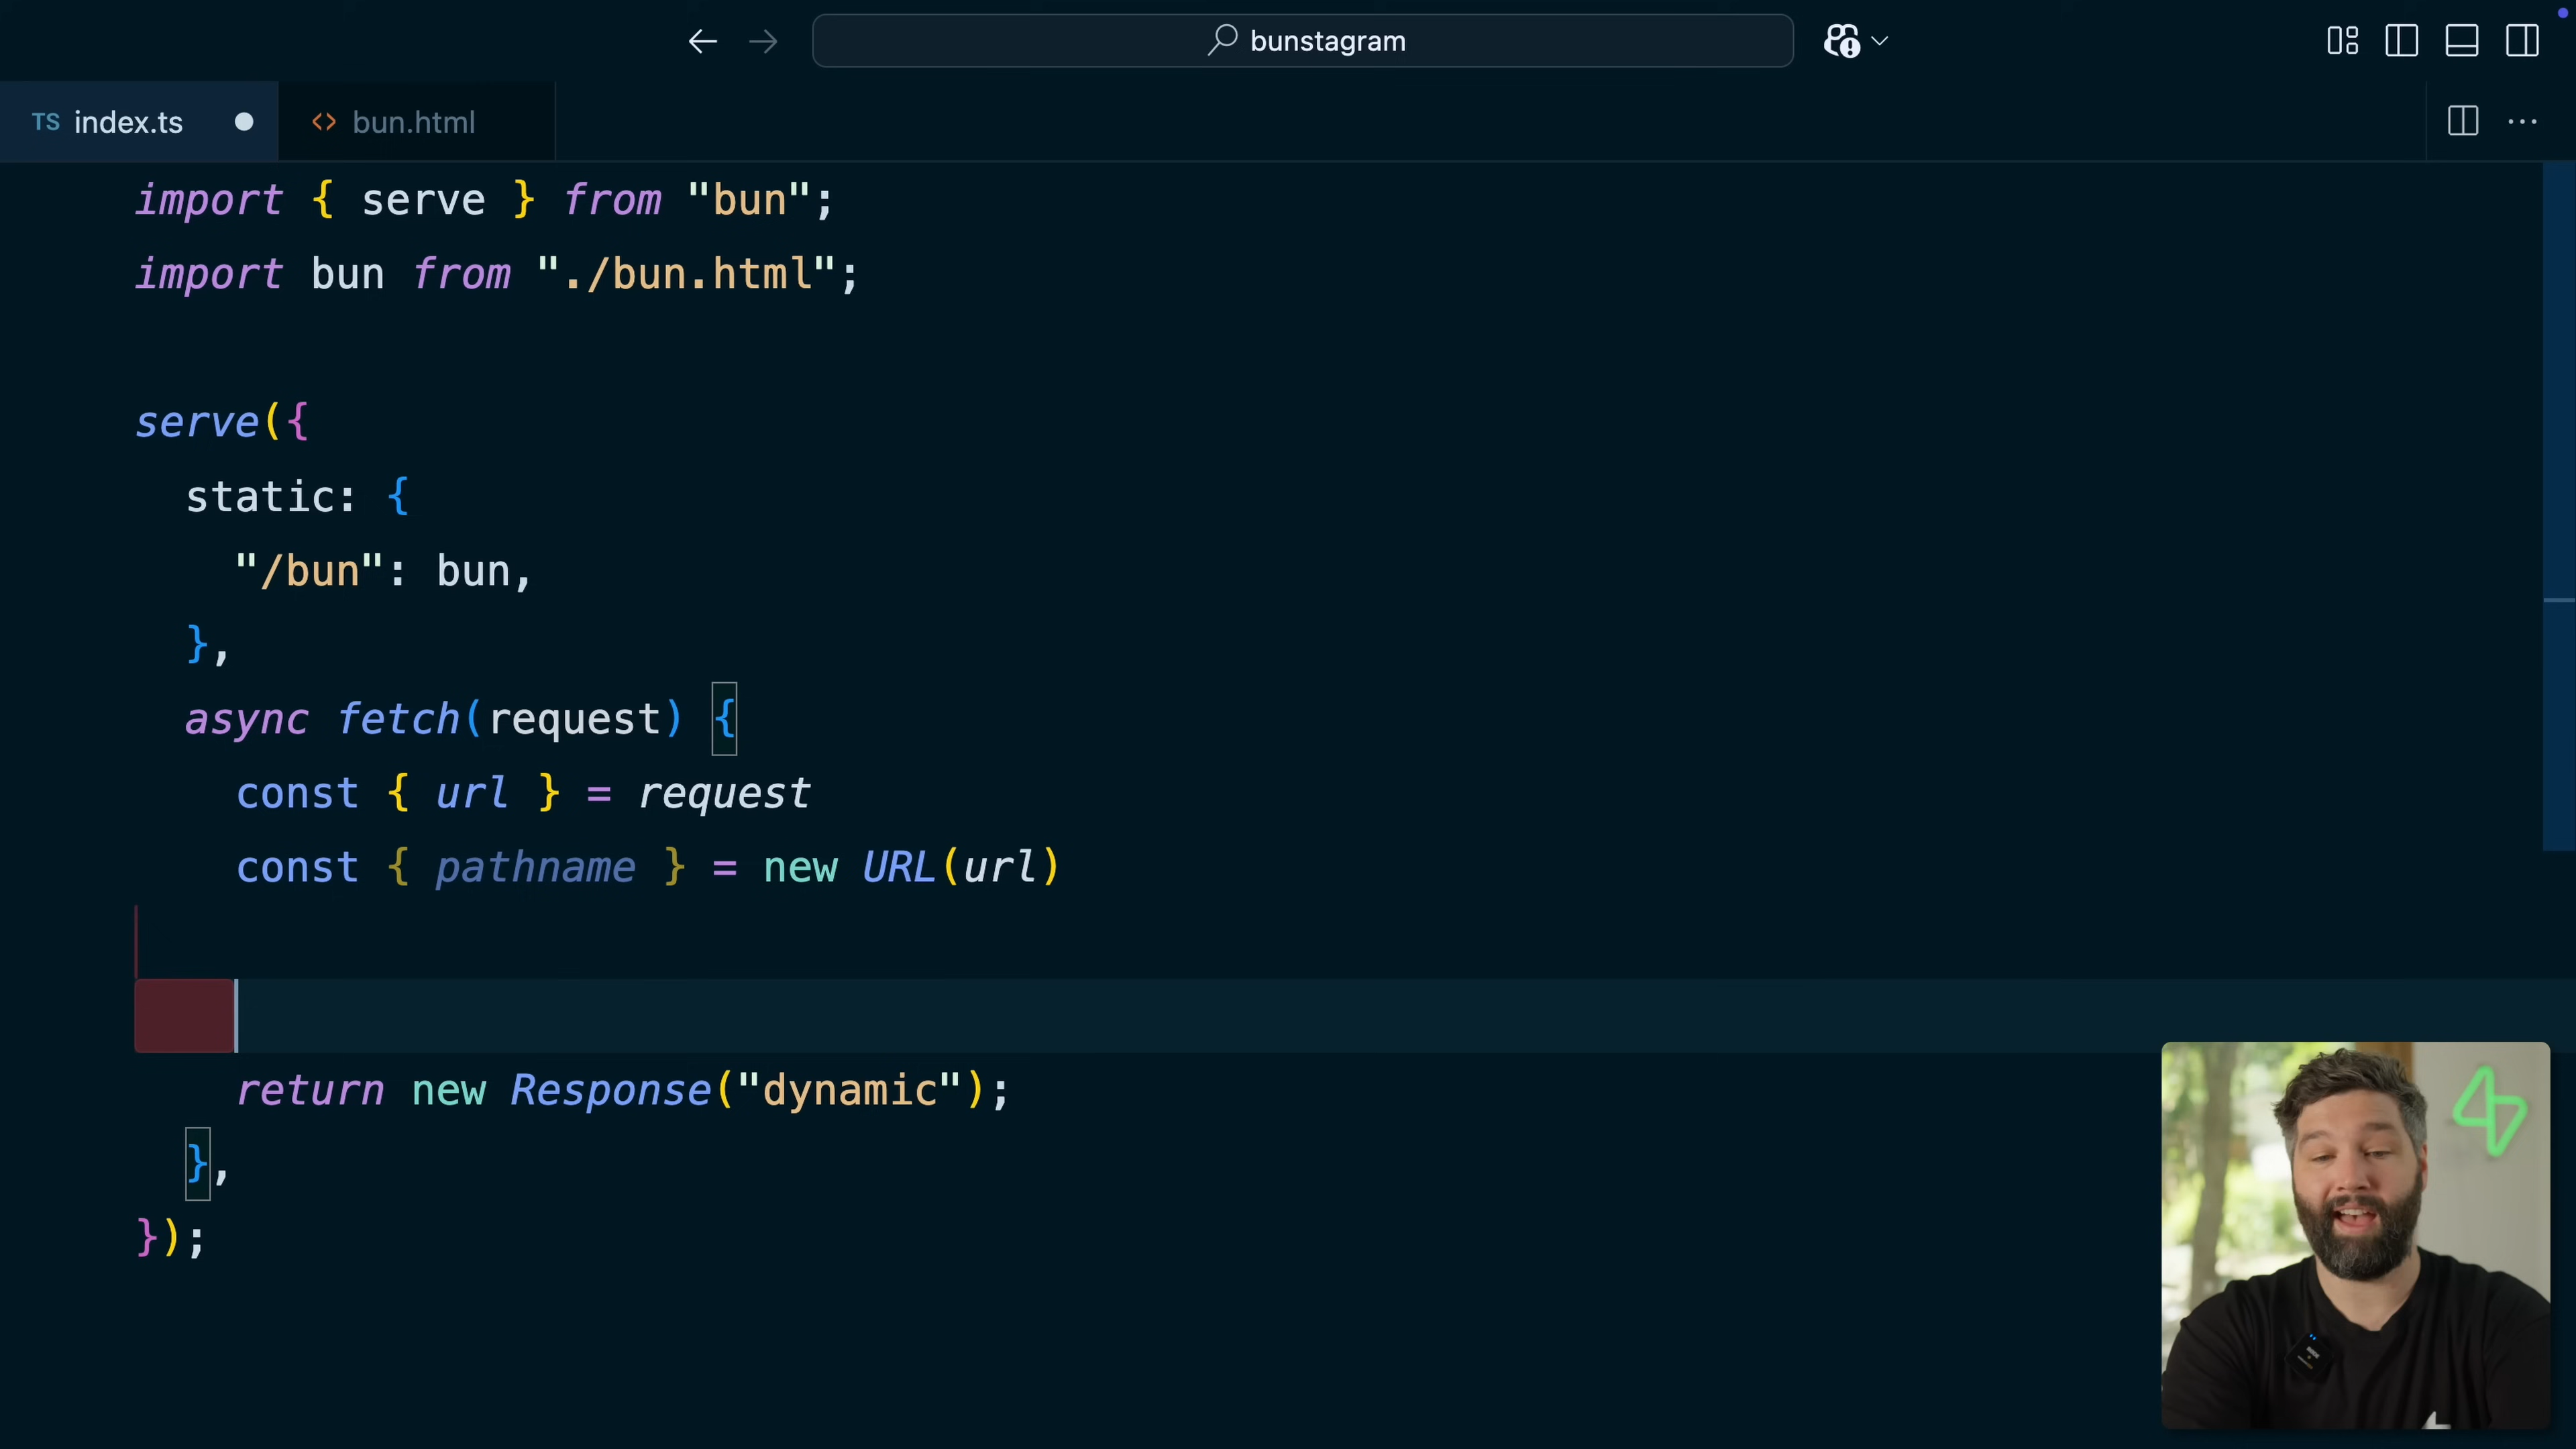 bunstagram
TS index.ts
<> bun.html
import { serve } from "bun";
import bun from "./bun.html";
serve({
static: {
"/bun": bun,
},
async fetch(request) {
const { url } = request
const { pathname } = new URL(url)
return new Response("dynamic");
},
});